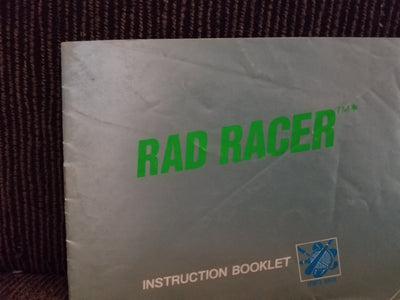 RAD RACER™*
INSTRUCTION BOOKLET